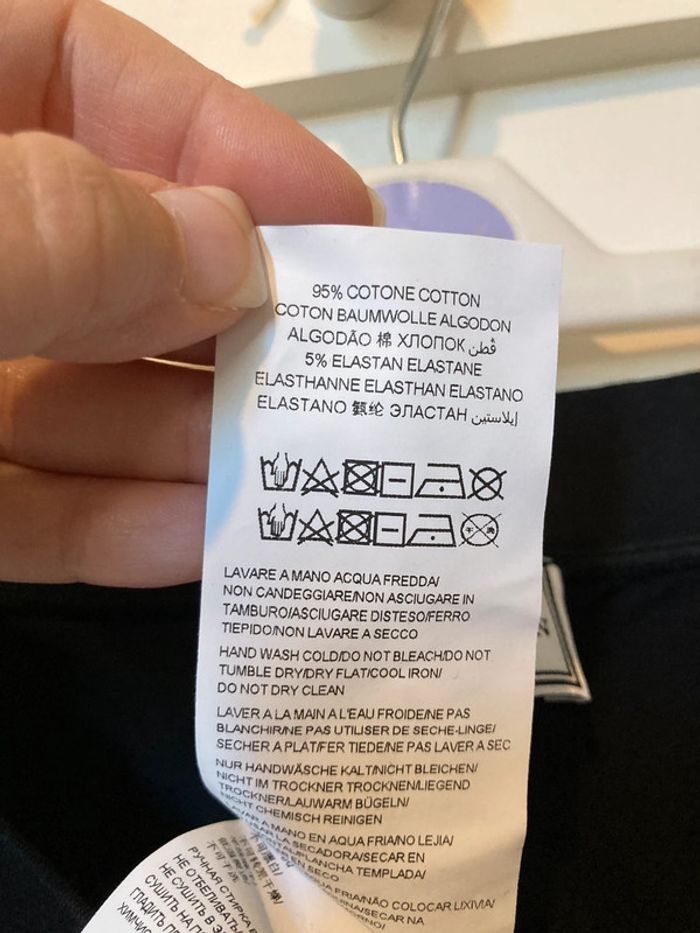 95% COTONE COTTON
COTON BAUMWOLLE ALGODON
ALGODÃO 棉 ХЛОПОК قطن
5% ELASTAN ELASTANE
ELASTHANNE ELASTHAN ELASTANO
ELASTANO 氨纶 ЭЛАСТАН إيلاستين
LAVARE A MANO ACQUA FREDDA/
NON CANDEGGIARE/NON ASCIUGARE IN
TAMBURO/ASCIUGARE DISTESO/FERRO
TIEPIDO/NON LAVARE A SECCO
HAND WASH COLD/DO NOT BLEACH/DO NOT
TUMBLE DRY/DRY FLAT/COOL IRON/
DO NOT DRY CLEAN
LAVER A LA MAIN A L'EAU FROIDE/NE PAS
BLANCHIR/NE PAS UTILISER DE SECHE-LINGE/
SECHER A PLAT/FER TIEDE/NE PAS LAVER A SEC
NUR HANDWÄSCHE KALT/NICHT BLEICHEN/
NICHT IM TROCKNER TROCKNEN/LIEGEND
TROCKNER/LAUWARM BÜGELN/
NICHT CHEMISCH REINIGEN
LAVAR A MANO EN AQUA FRIA/NO LEJIA/
LA SECADORA/SECAR EN
PLANCHA TEMPLADA/
EN SECO
FRIA/NÃO COLOCAR LIXIVIA/
SECAR NA
РУЧНАЯ СТИРКА
НЕ ОТБЕЛИВАТЬ
НЕ СУШИТЬ В
СУШИТЬ НА
ГЛАДИТЬ